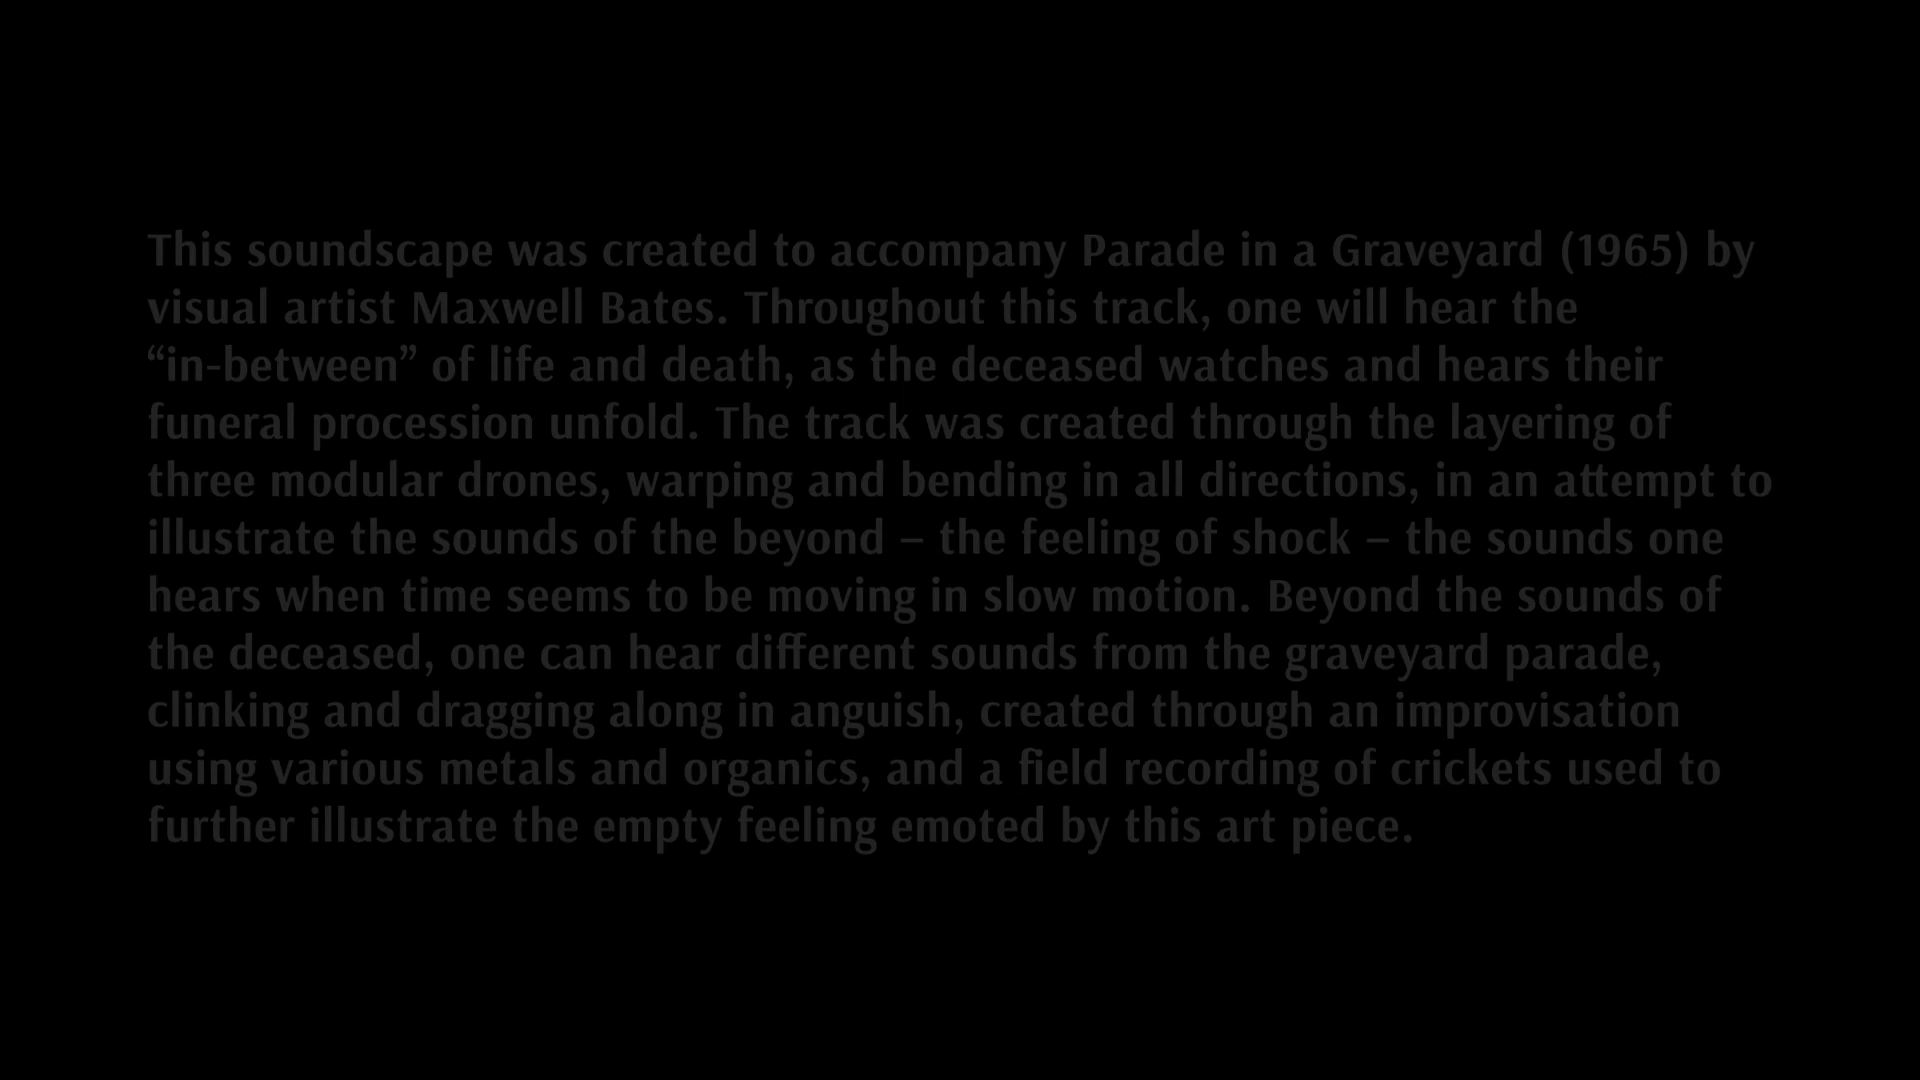 This soundscape was created to accompany Parade in a Graveyard (1965) by
visual artist Maxwell Bates. Throughout this track, one will hear the
“in-between” of life and death, as the deceased watches and hears their
funeral procession unfold. The track was created through the layering of
three modular drones, warping and bending in all directions, in an attempt to
illustrate the sounds of the beyond – the feeling of shock – the sounds one
hears when time seems to be moving in slow motion. Beyond the sounds of
the deceased, one can hear different sounds from the graveyard parade,
clinking and dragging along in anguish, created through an improvisation
using various metals and organics, and a field recording of crickets used to
further illustrate the empty feeling emoted by this art piece.